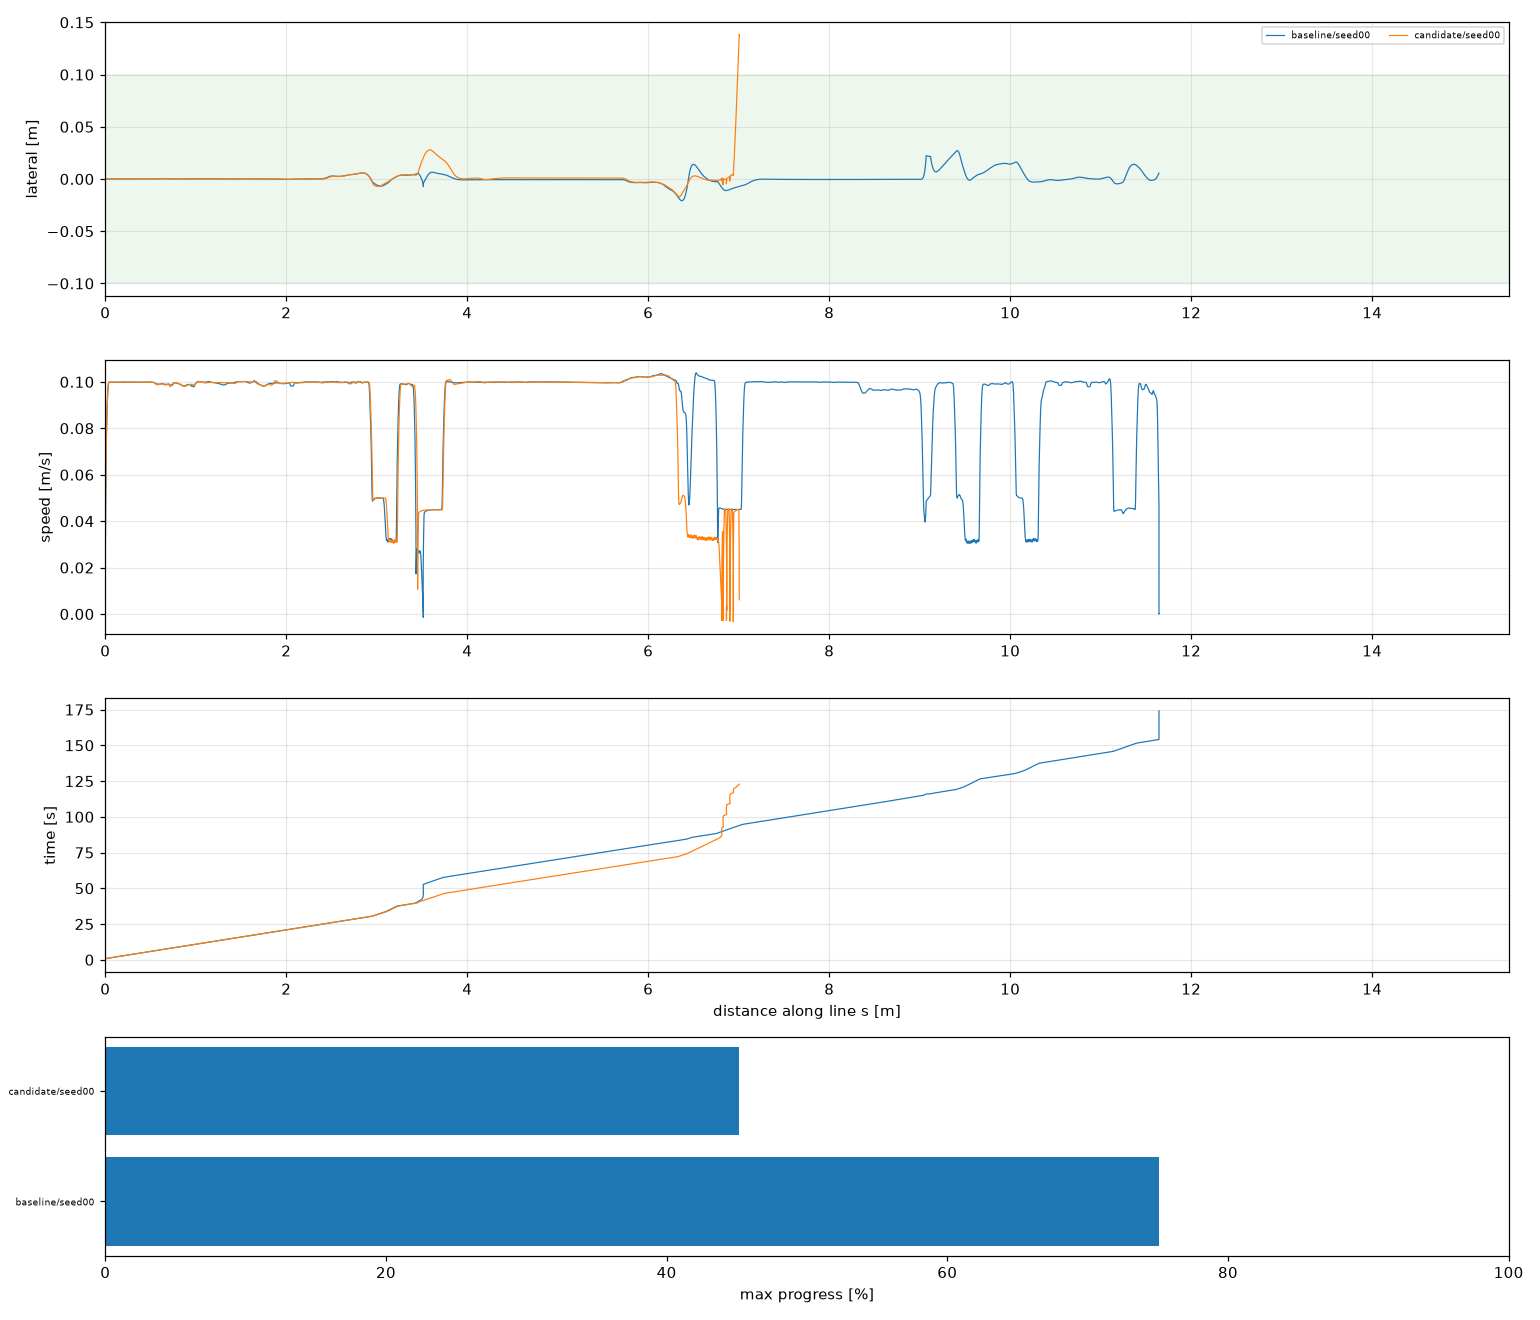 0.15
0.10
0.05
0.00
−0.05
−0.10
lateral [m]
baseline/seed00 candidate/seed00
0 2 4 6 8 10 12 14
0.10
0.08
0.06
0.04
0.02
0.00
speed [m/s]
0 2 4 6 8 10 12 14
175
150
125
100
75
50
25
0
time [s]
0 2 4 6 8 10 12 14
distance along line s [m]
candidate/seed00
baseline/seed00
0 20 40 60 80 100
max progress [%]